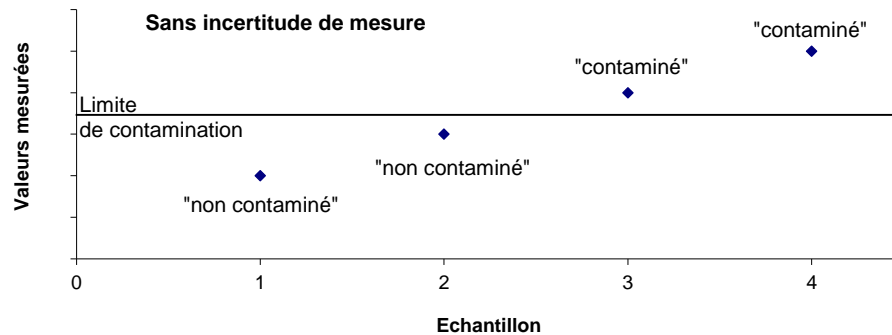 Sans incertitude de mesure
"contaminé"
"contaminé"
Limite
de contamination
"non contaminé"
"non contaminé"
Valeurs mesurées
0 1 2 3 4
Echantillon